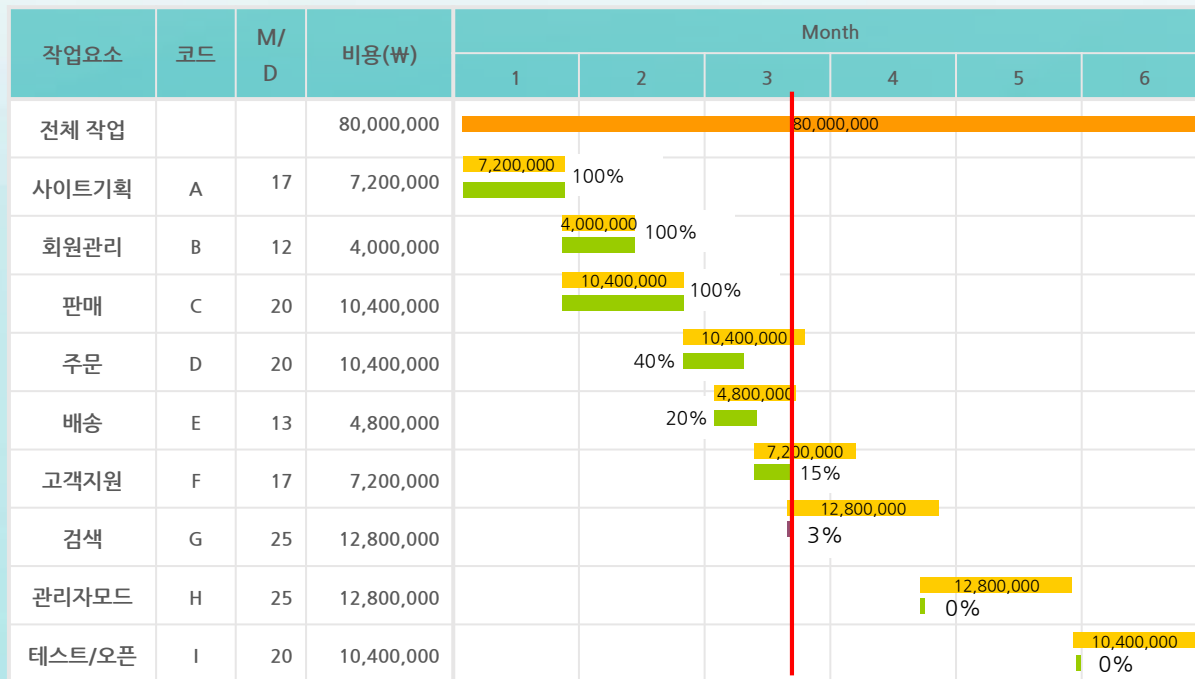 작업요소 코드 M/D 비용(₩) Month
1 2 3 4 5 6
전체 작업 80,000,000 80,000,000
사이트기획 A 17 7,200,000 7,200,000 100%
회원관리 B 12 4,000,000 4,000,000 100%
판매 C 20 10,400,000 10,400,000 100%
주문 D 20 10,400,000 10,400,000 40%
배송 E 13 4,800,000 4,800,000 20%
고객지원 F 17 7,200,000 7,200,000 15%
검색 G 25 12,800,000 12,800,000 3%
관리자모드 H 25 12,800,000 12,800,000 0%
테스트/오픈 I 20 10,400,000 10,400,000 0%